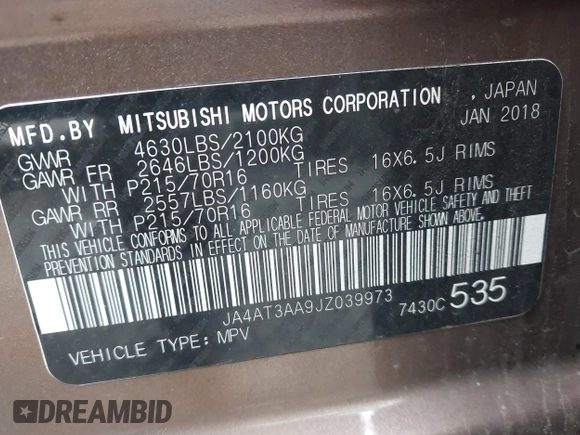 MFD.BY MITSUBISHI MOTORS CORPORATION , JAPAN
JAN 2018
GVWR 4630LBS/2100KG
GAWR FR 2646LBS/1200KG
WITH P215/70R16 TIRES 16X6.5J RIMS
GAWR RR 2557LBS/1160KG
WITH P215/70R16 TIRES 16X6.5J RIMS
THIS VEHICLE CONFORMS TO ALL APPLICABLE FEDERAL MOTOR VEHICLE SAFETY AND THEFT
PREVENTION STANDARDS IN EFFECT ON THE DATE OF MANUFACTURE SHOWN ABOVE.
JA4AT3AA9JZ039973 7430C 535
VEHICLE TYPE: MPV
DREAMBID